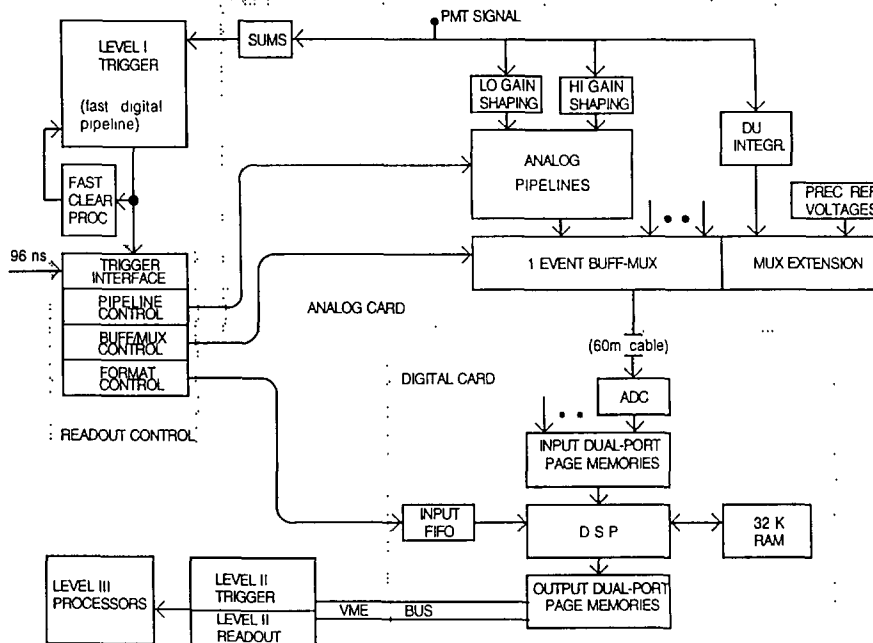 PMT SIGNAL
LEVEL I
TRIGGER
(fast digital
pipeline)
SUMS
LO GAIN
SHAPING
HI GAIN
SHAPING
DU
INTEGR.
ANALOG
PIPELINES
FAST
CLEAR
PROC
PREC REF
VOLTAGES
96 ns
TRIGGER
INTERFACE
1 EVENT BUFF-MUX
MUX EXTENSION
PIPELINE
CONTROL
ANALOG CARD
BUFF/MUX
CONTROL
(60m cable)
FORMAT
CONTROL
DIGITAL CARD
ADC
READOUT CONTROL
INPUT DUAL-PORT
PAGE MEMORIES
INPUT
FIFO
D S P
32 K
RAM
LEVEL III
PROCESSORS
LEVEL II
TRIGGER
LEVEL II
READOUT
VME BUS
OUTPUT DUAL-PORT
PAGE MEMORIES